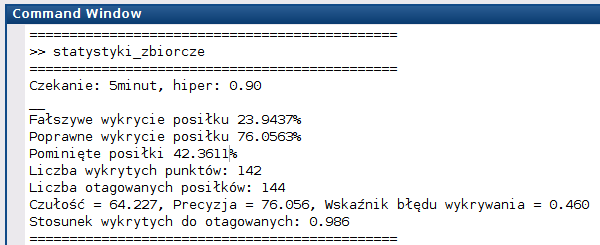 Command Window
==============================================
>> statystyki_zbiorcze
==============================================
Czekanie: 5minut, hiper: 0.90
__
Fałszywe wykrycie posiłku 23.9437%
Poprawne wykrycie posiłku 76.0563%
Pominięte posiłki 42.3611%
Liczba wykrytych punktów: 142
Liczba otagowanych posiłków: 144
Czułość = 64.227, Precyzja = 76.056, Wskaźnik błędu wykrywania = 0.460
Stosunek wykrytych do otagowanych: 0.986
==============================================